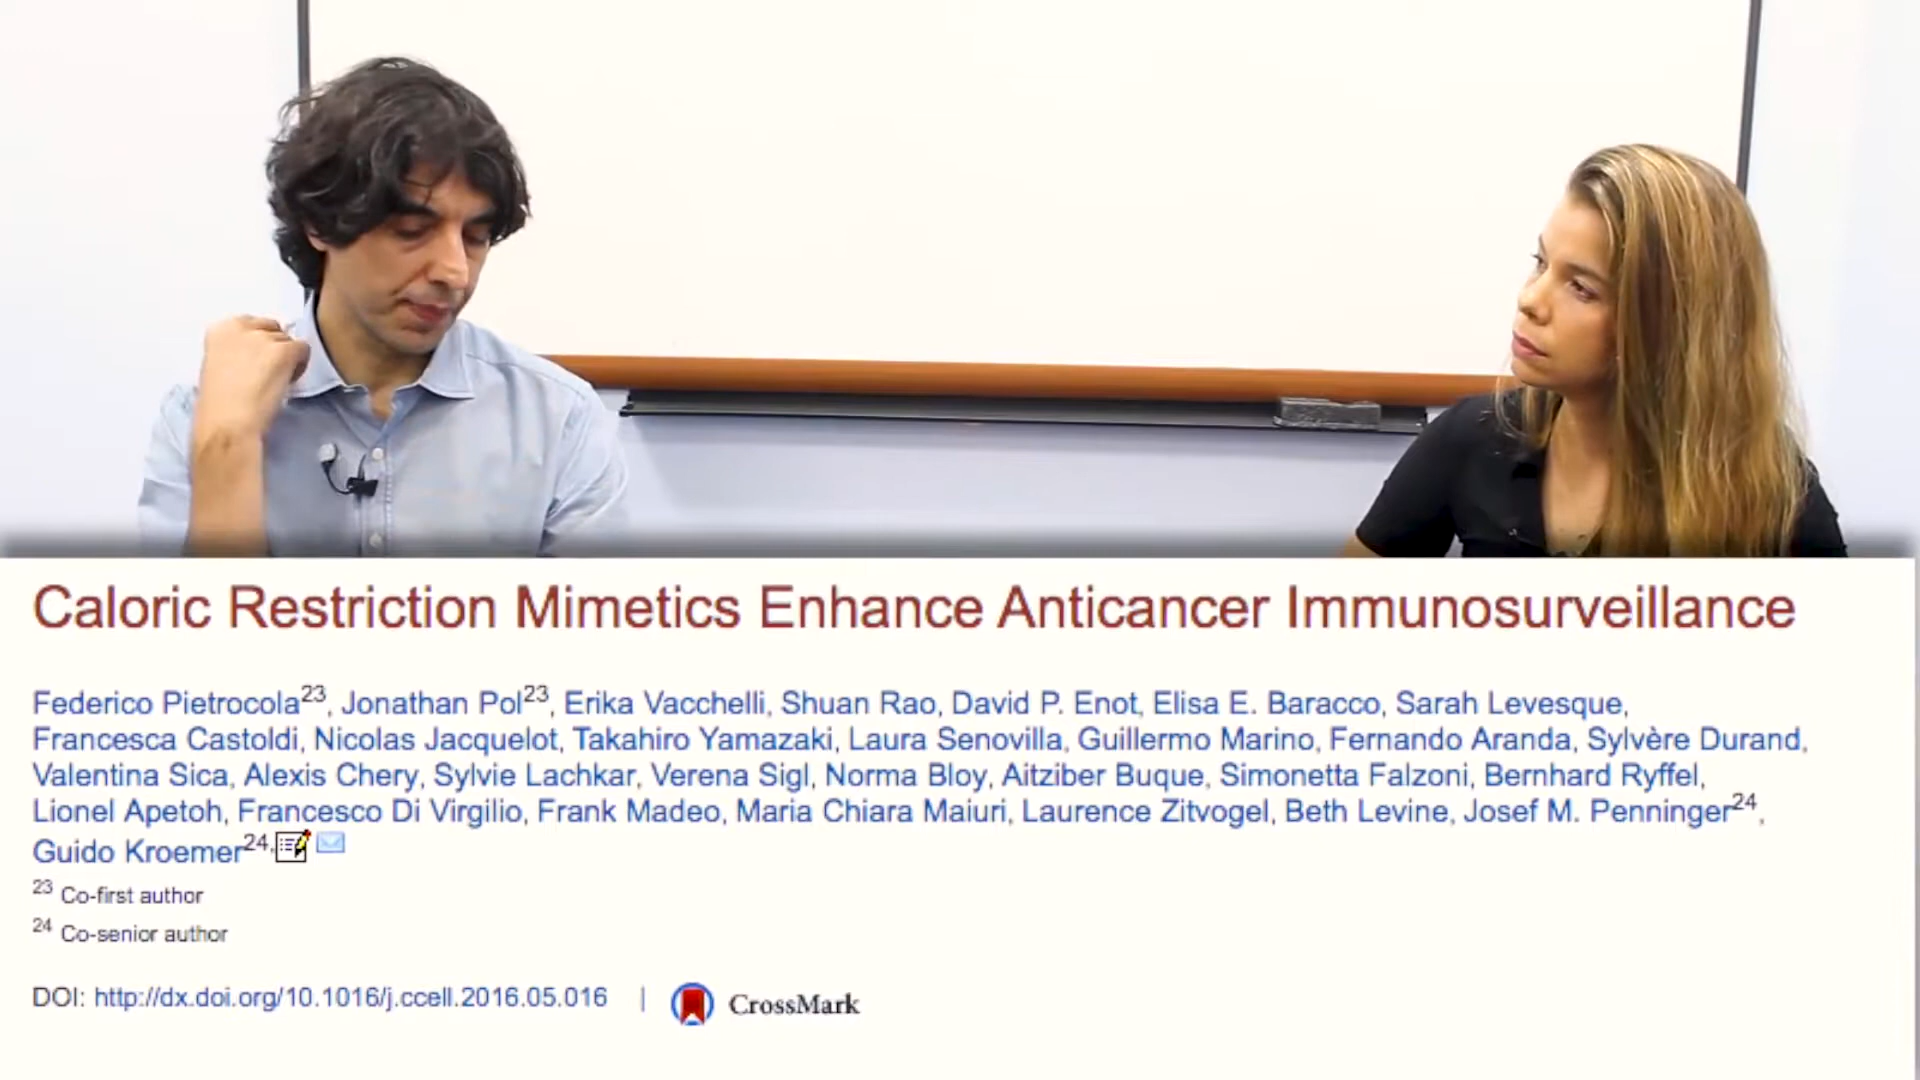 Caloric Restriction Mimetics Enhance Anticancer Immunosurveillance
Federico Pietrocola23, Jonathan Pol23, Erika Vacchelli, Shuan Rao, David P. Enot, Elisa E. Baracco, Sarah Levesque,
Francesca Castoldi, Nicolas Jacquelot, Takahiro Yamazaki, Laura Senovilla, Guillermo Marino, Fernando Aranda, Sylvère Durand,
Valentina Sica, Alexis Chery, Sylvie Lachkar, Verena Sigl, Norma Bloy, Aitziber Buque, Simonetta Falzoni, Bernhard Ryffel,
Lionel Apetoh, Francesco Di Virgilio, Frank Madeo, Maria Chiara Maiuri, Laurence Zitvogel, Beth Levine, Josef M. Penninger24,
Guido Kroemer24,
23 Co-first author
24 Co-senior author
DOI: http://dx.doi.org/10.1016/j.ccell.2016.05.016 | CrossMark